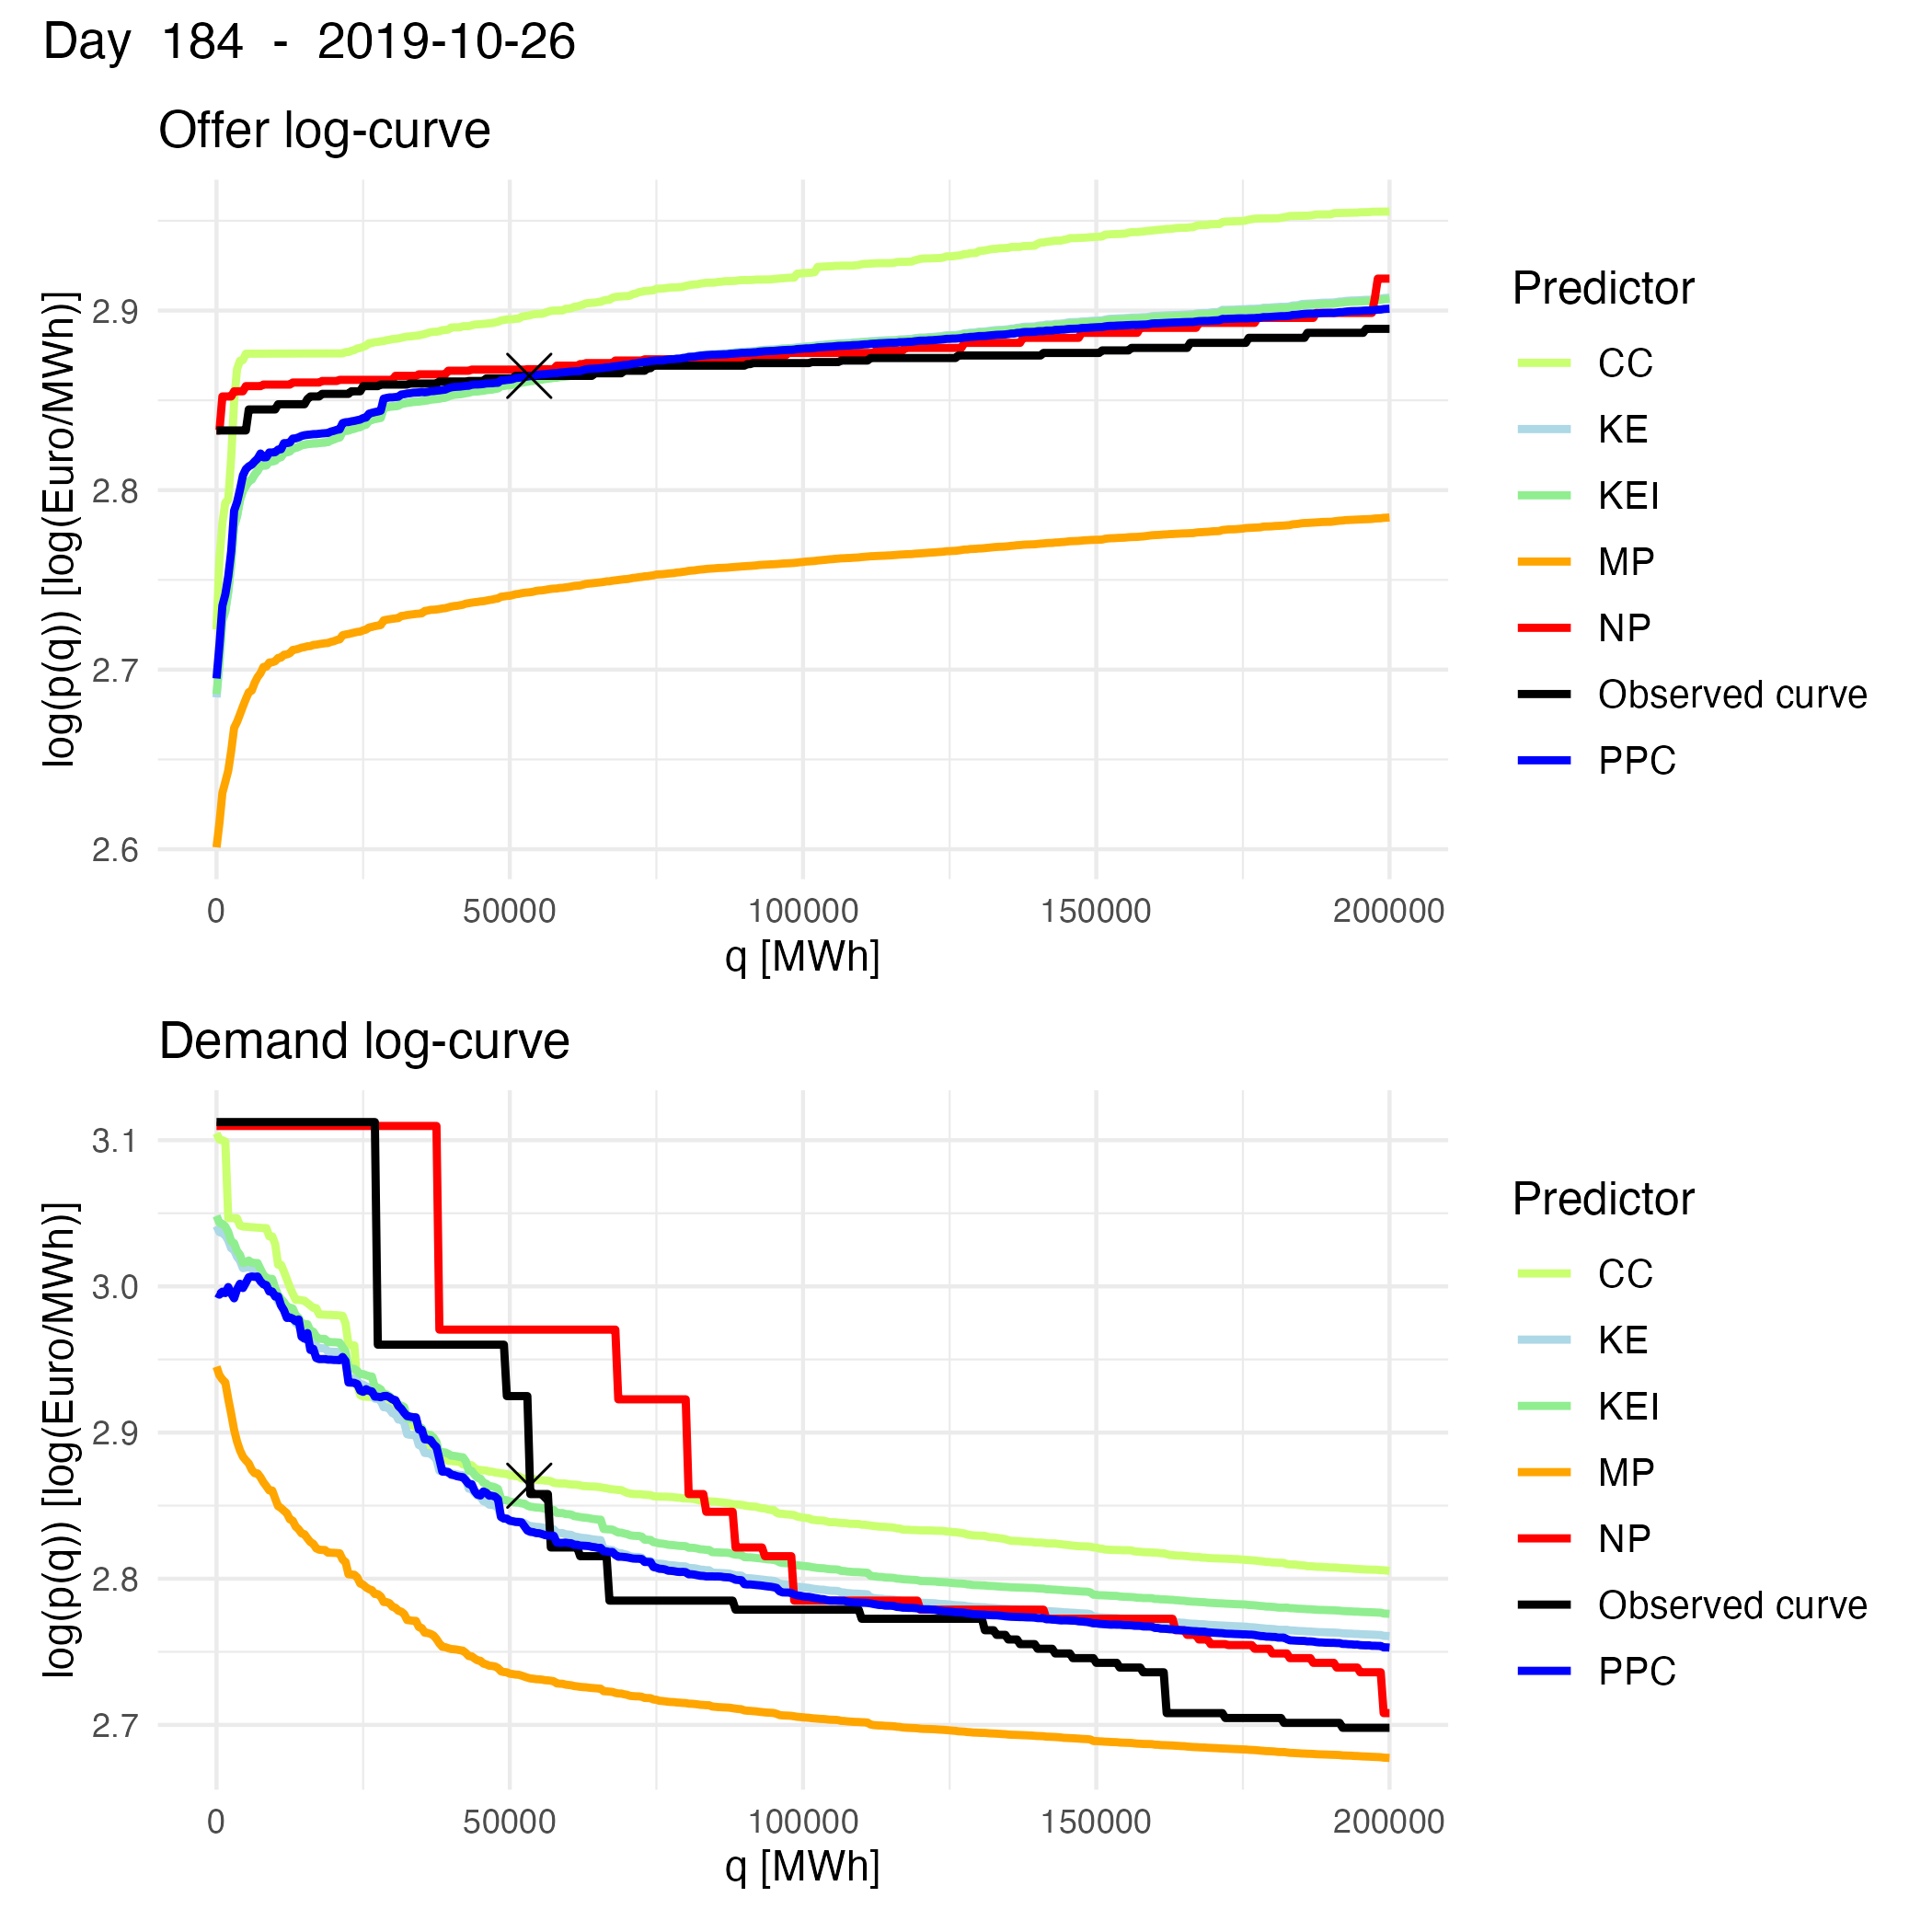 Day 184 - 2019-10-26
Offer log-curve
log(p(q)) [log(Euro/MWh)]
2.9
2.8
2.7
2.6
0 50000 100000 150000 200000
q [MWh]
Predictor
CC
KE
KEI
MP
NP
Observed curve
PPC
Demand log-curve
log(p(q)) [log(Euro/MWh)]
3.1
3.0
2.9
2.8
2.7
0 50000 100000 150000 200000
q [MWh]
Predictor
CC
KE
KEI
MP
NP
Observed curve
PPC